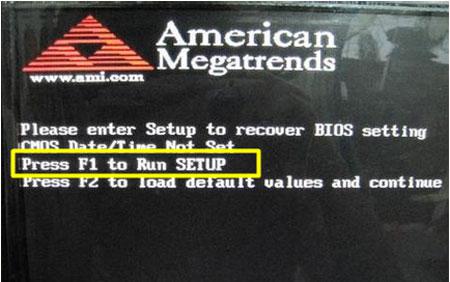 American
Megatrends
www.ami.com
Please enter Setup to recover BIOS setting
CMOS Date/Time Not Set
Press F1 to Run SETUP
Press F2 to load default values and continue